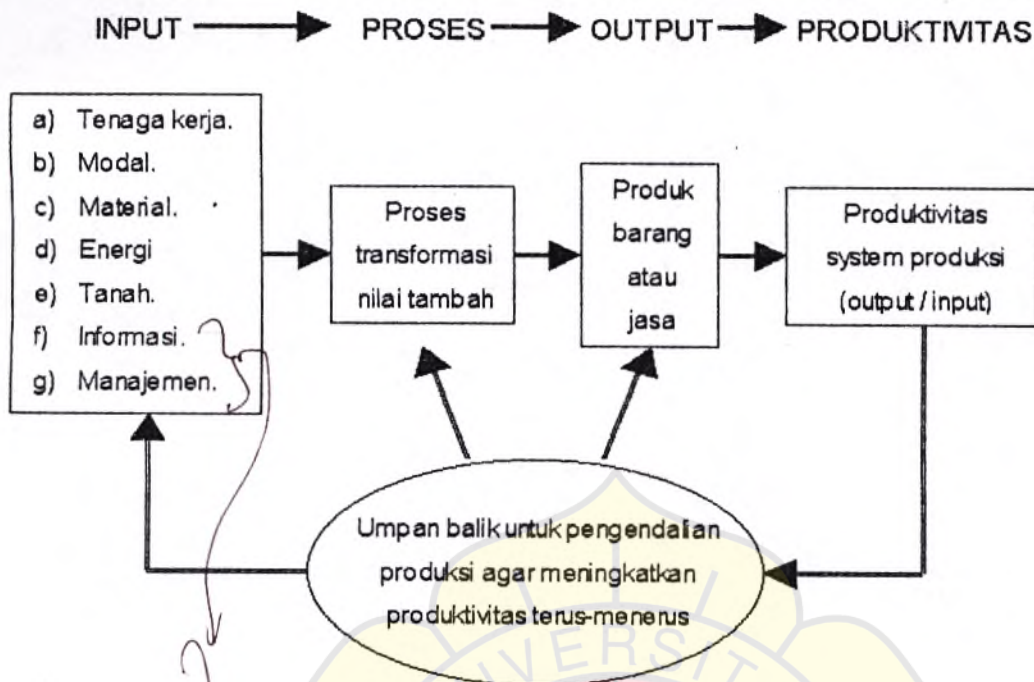 INPUT PROSES OUTPUT PRODUKTIVITAS
a) Tenaga kerja.
b) Modal.
c) Material.
d) Energi
e) Tanah.
f) Informasi.
g) Manajemen.
Proses
transformasi
nilai tambah
Produk
barang
atau
jasa
Produktivitas
system produksi
(output / input)
Umpan balik untuk pengendalian
produksi agar meningkatkan
produktivitas terus-menerus
VERSIT